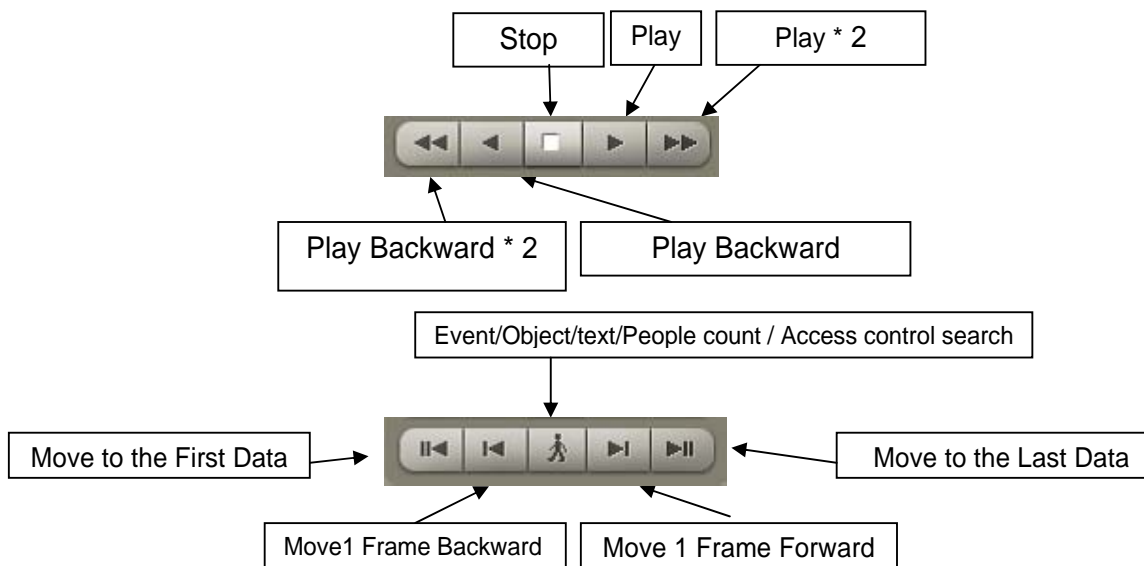 Stop
Play
Play * 2
Play Backward * 2
Play Backward
Event/Object/text/People count / Access control search
Move to the First Data
Move to the Last Data
Move1 Frame Backward
Move 1 Frame Forward